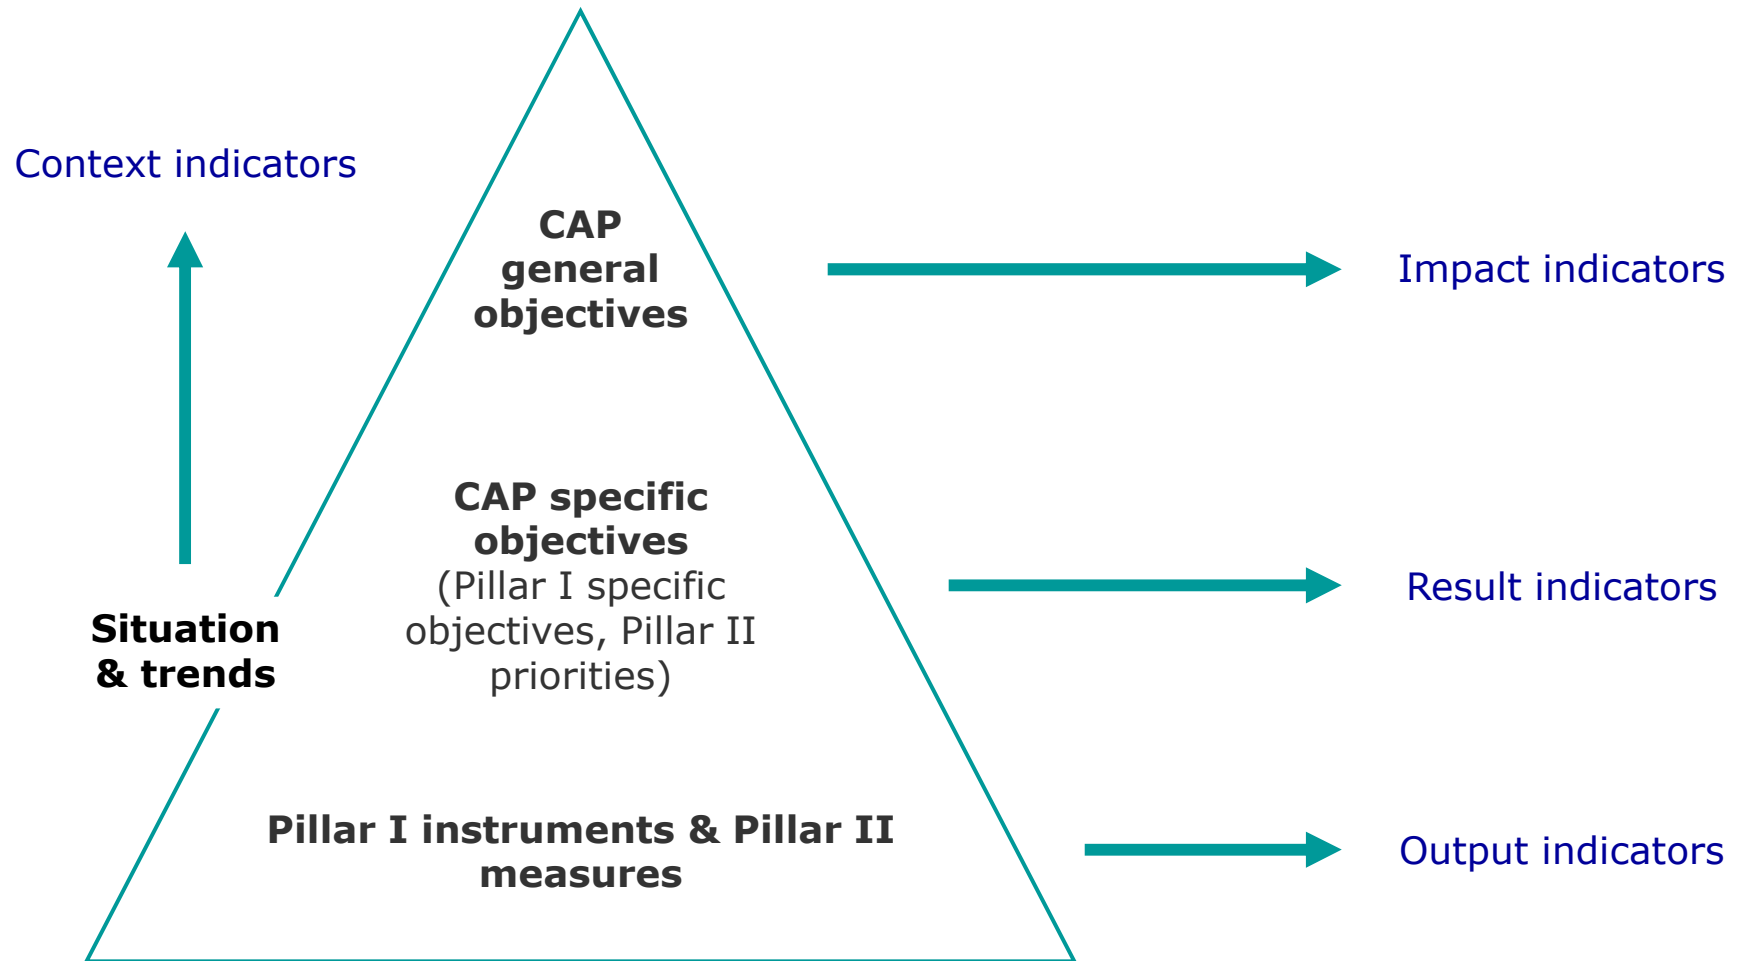 Context indicators
CAP
general
objectives
Impact indicators
CAP specific
objectives
(Pillar I specific
objectives, Pillar II
priorities)
Result indicators
Situation
& trends
Pillar I instruments & Pillar II
measures
Output indicators